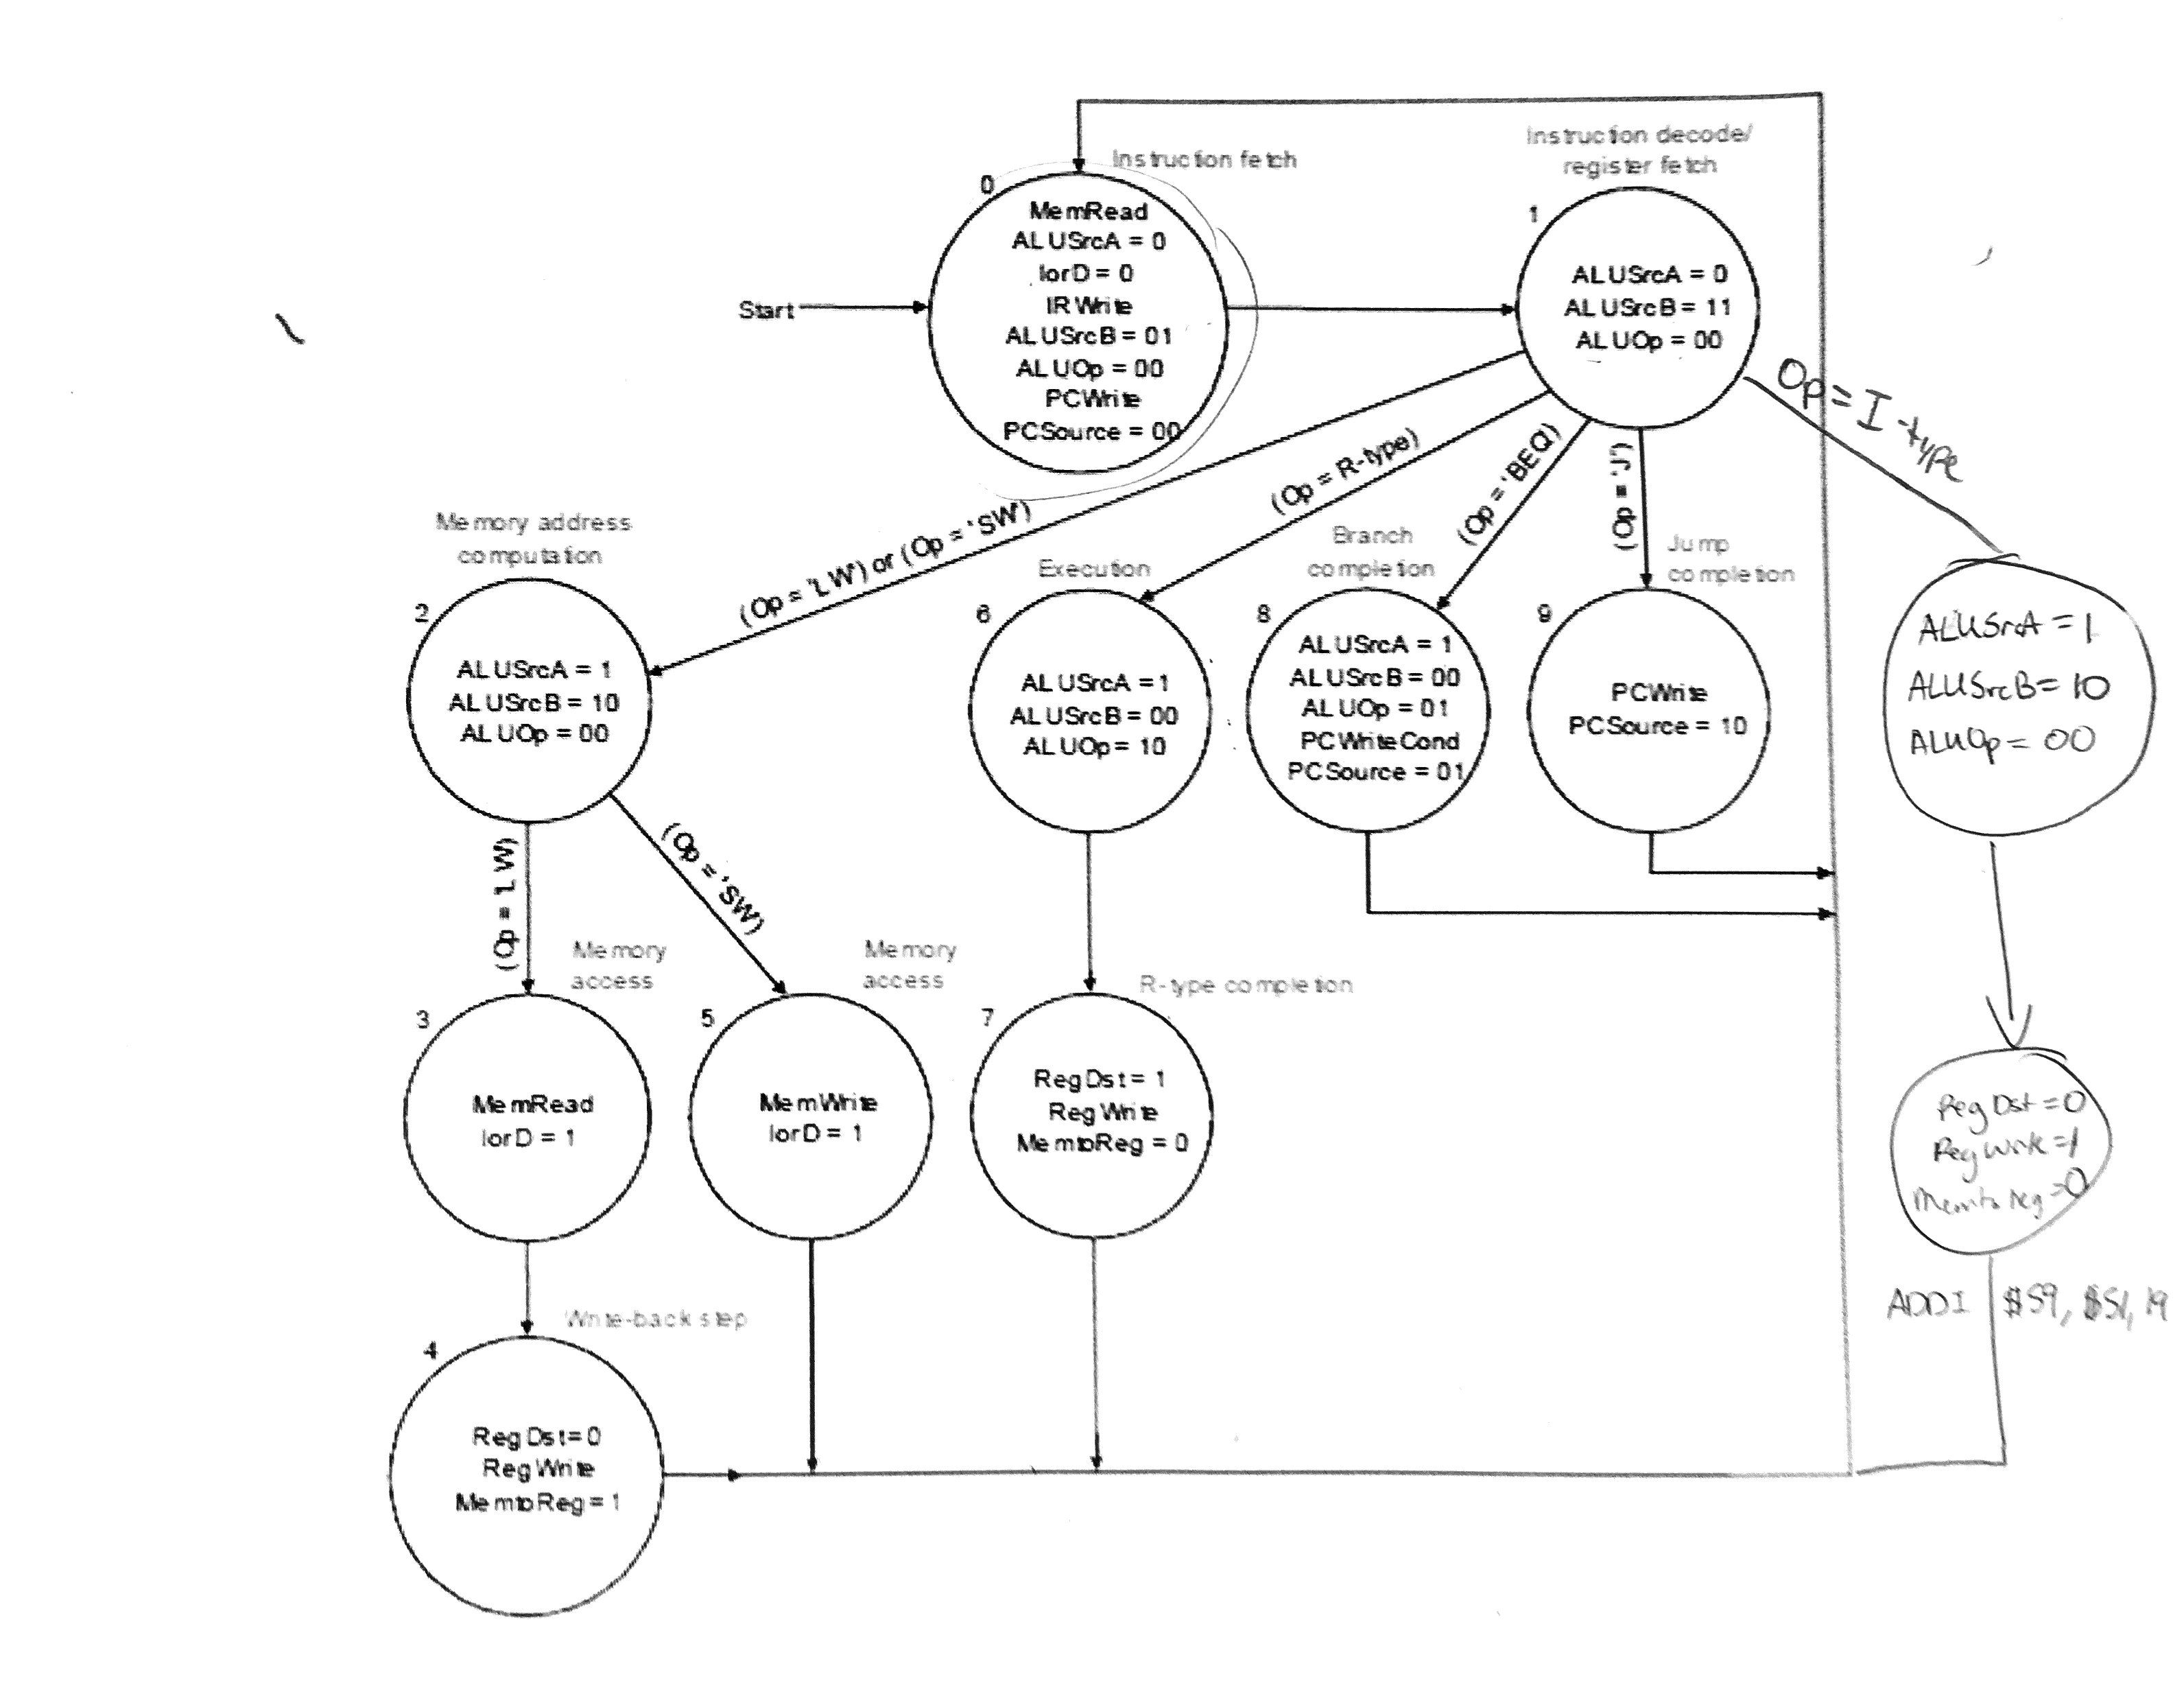 Instruction fetch
Instruction decode/
register fetch
0
MemRead
ALUSrcA = 0
IorD = 0
IRWrite
ALUSrcB = 01
ALUOp = 00
PCWrite
PCSource = 00
Start
1
ALUSrcA = 0
ALUSrcB = 11
ALUOp = 00
Op = I-type
(Op = 'LW') or (Op = 'SW')
(Op = R-type)
(Op = 'BEQ')
(Op = 'J')
Memory address
computation
2
ALUSrcA = 1
ALUSrcB = 10
ALUOp = 00
Execution
6
ALUSrcA = 1
ALUSrcB = 00
ALUOp = 10
Branch
completion
8
ALUSrcA = 1
ALUSrcB = 00
ALUOp = 01
PCWriteCond
PCSource = 01
Jump
completion
9
PCWrite
PCSource = 10
ALUSrcA = 1
ALUSrcB = 10
ALUOp = 00
(Op = 'LW')
(Op = 'SW')
Memory
access
3
MemRead
IorD = 1
Memory
access
5
MemWrite
IorD = 1
R-type completion
7
RegDst = 1
RegWrite
MemtoReg = 0
RegDst = 0
RegWrite = 1
MemtoReg = 0
ADDI $S9, $S1, 19
Write-back step
4
RegDst = 0
RegWrite
MemtoReg = 1